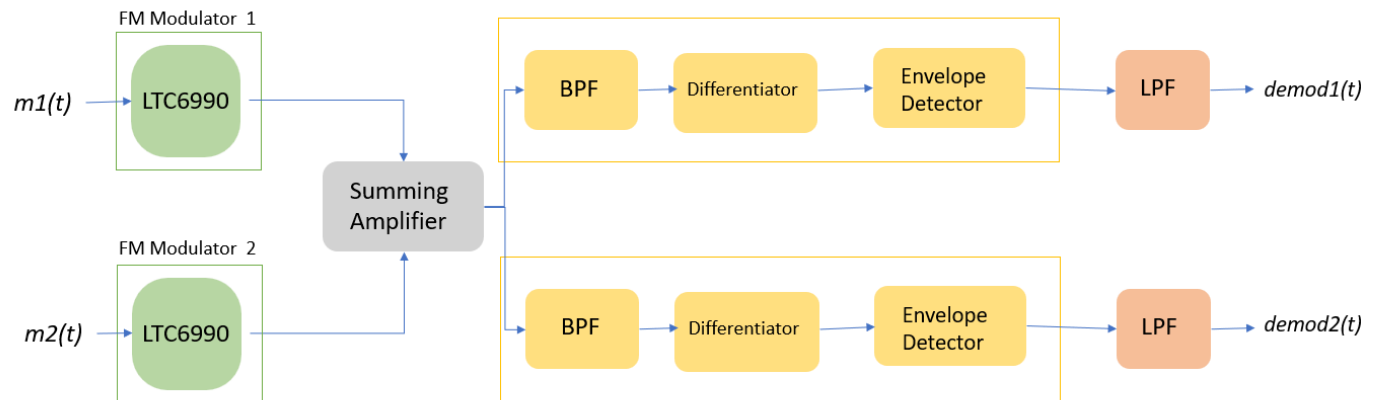 FM Modulator 1
m1(t)
LTC6990
BPF
Differentiator
Envelope
Detector
LPF
demod1(t)
Summing
Amplifier
FM Modulator 2
m2(t)
LTC6990
BPF
Differentiator
Envelope
Detector
LPF
demod2(t)